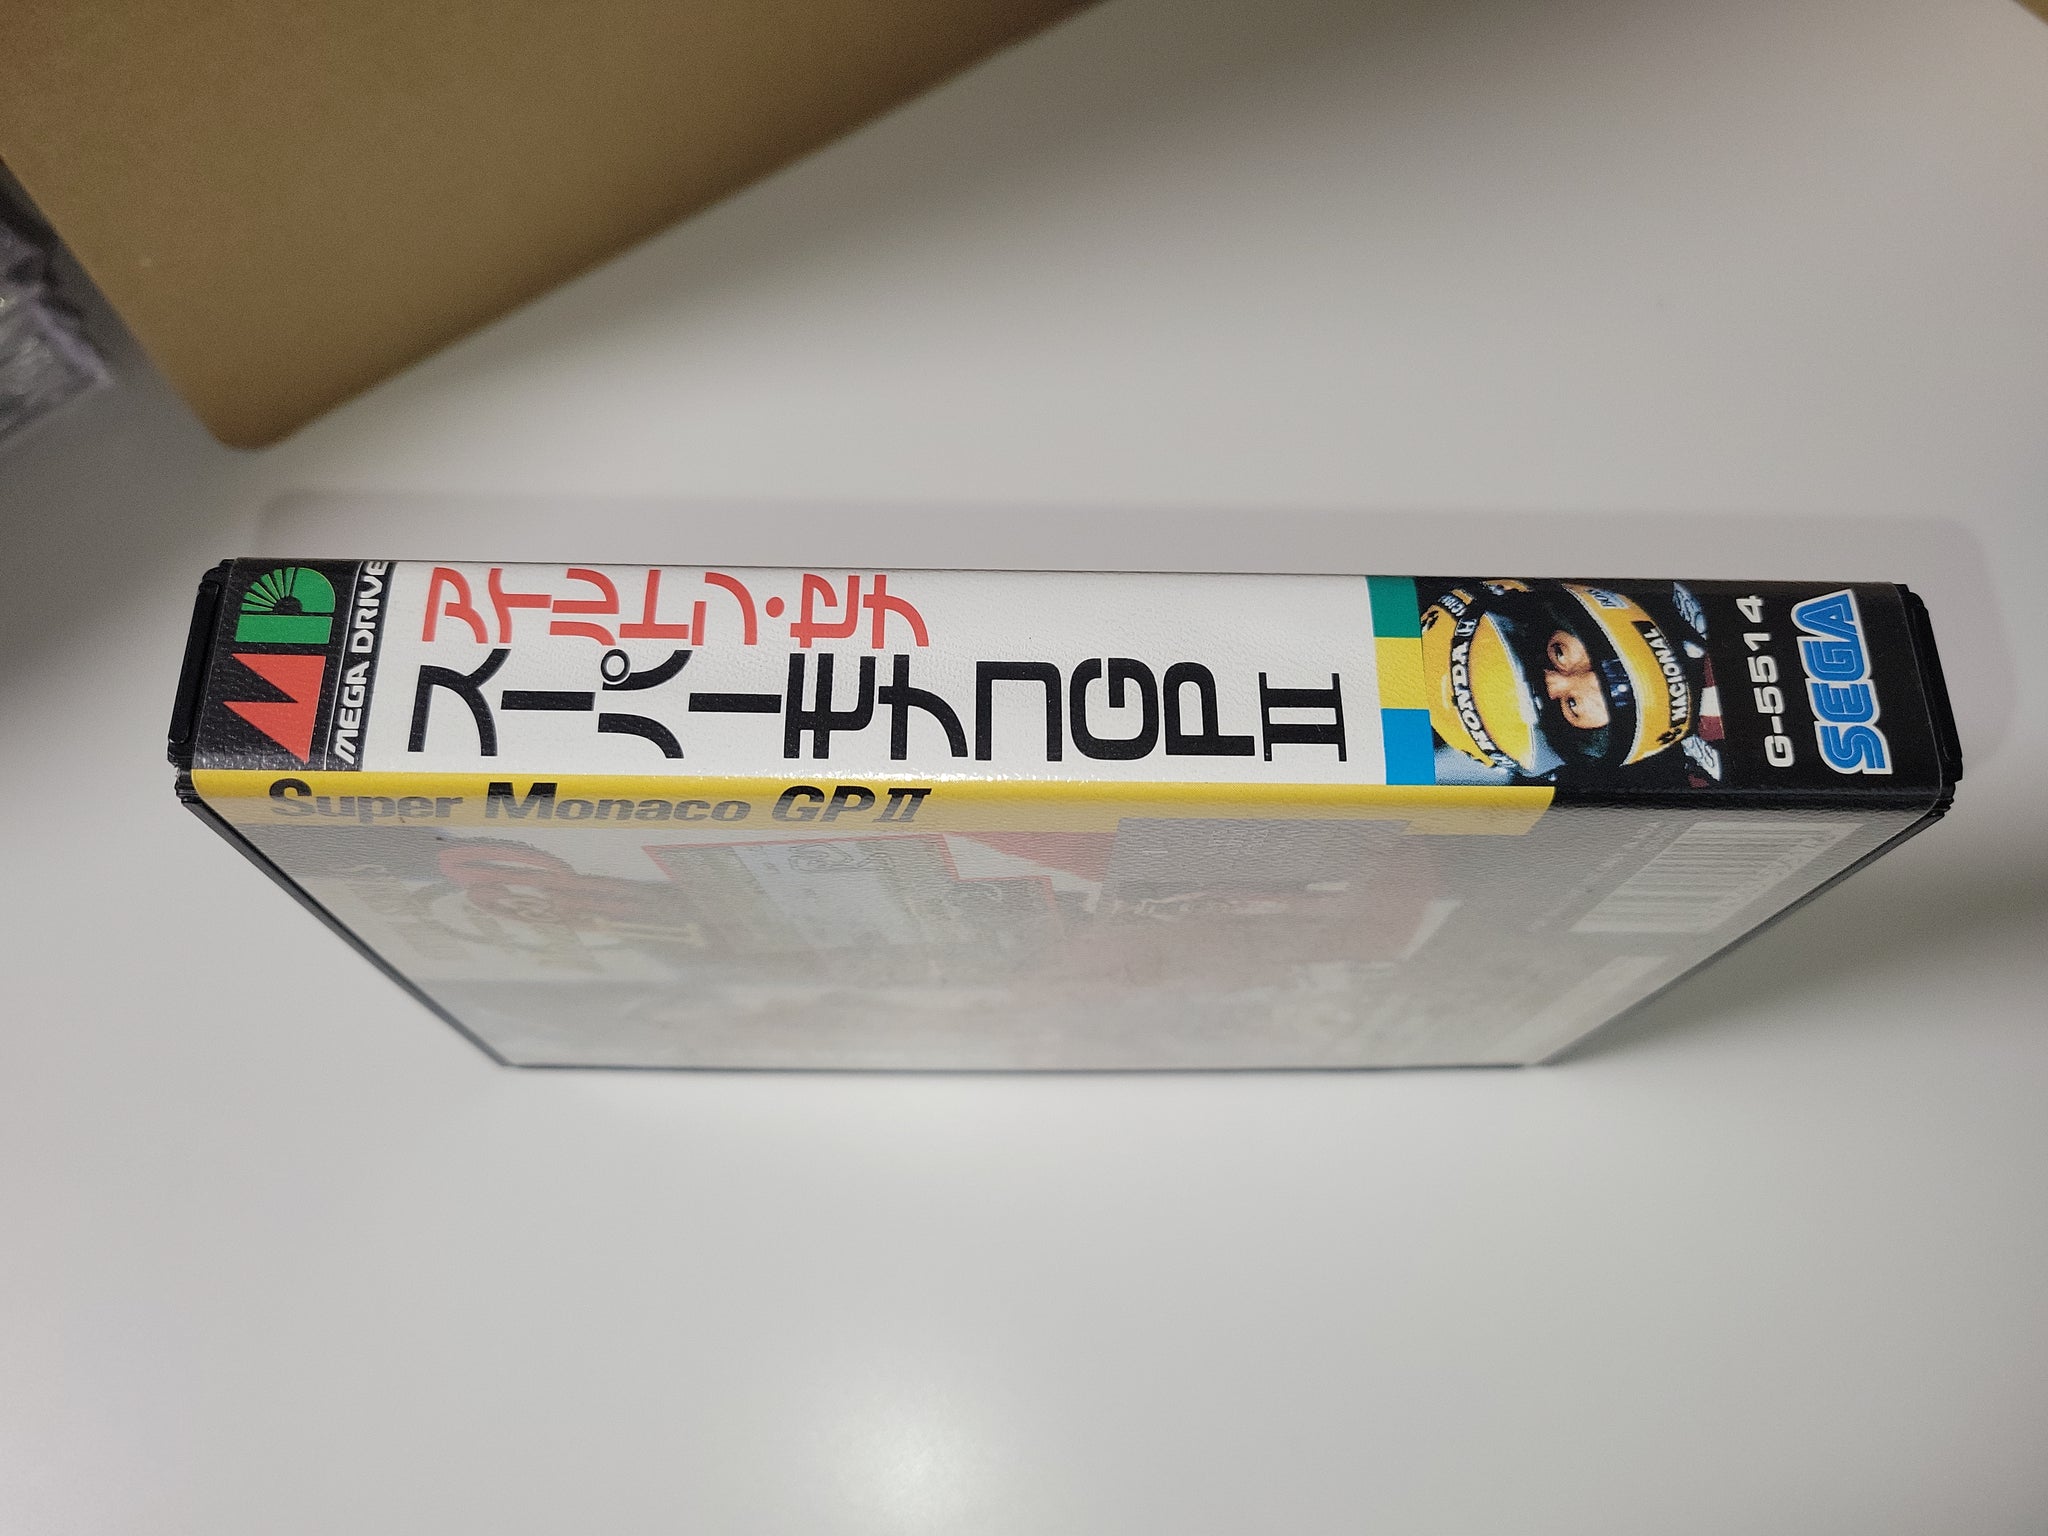 MEGA DRIVE
アイルトン・セナ
スーパーモナコGP II
HONDA
NACIONAL
G-5514
SEGA
Super Monaco GP II